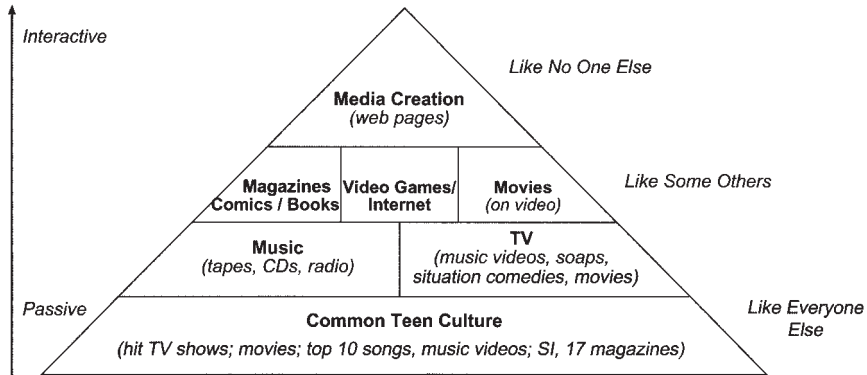 Interactive
Like No One Else
Media Creation
(web pages)
Magazines
Comics / Books
Video Games/
Internet
Movies
(on video)
Like Some Others
Music
(tapes, CDs, radio)
TV
(music videos, soaps,
situation comedies, movies)
Passive
Like Everyone
Else
Common Teen Culture
(hit TV shows; movies; top 10 songs, music videos; SI, 17 magazines)